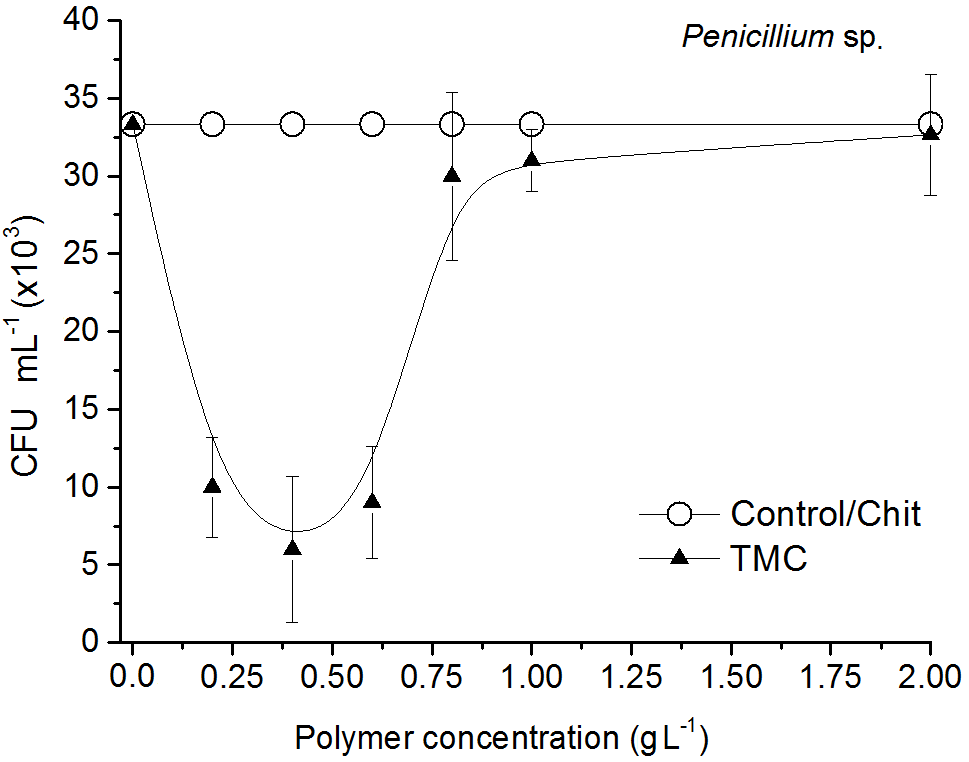 Penicillium sp.
40
35
30
25
20
15
10
5
0
CFU mL⁻¹ (x10³)
Control/Chit
TMC
0.0 0.25 0.50 0.75 1.00 1.25 1.50 1.75 2.00
Polymer concentration (g L⁻¹)